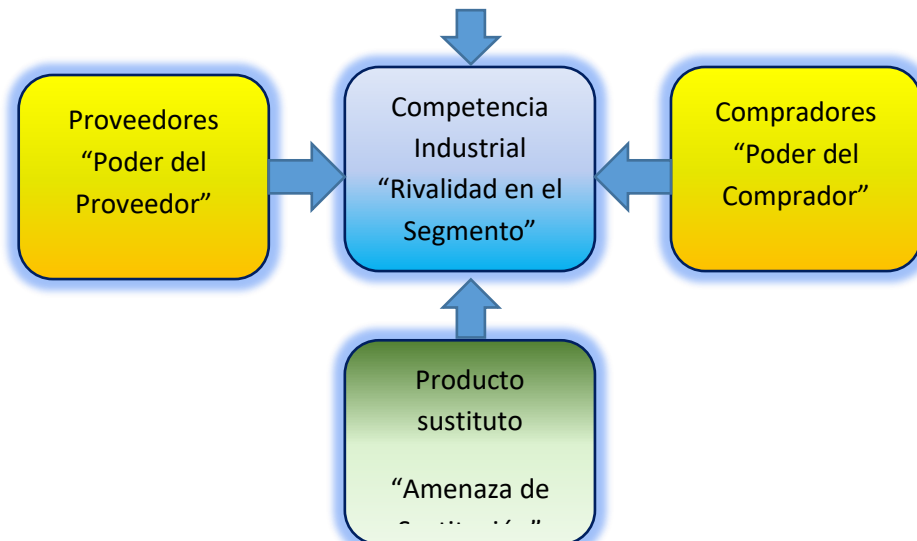 Proveedores
“Poder del
Proveedor”
Competencia
Industrial
“Rivalidad en el
Segmento”
Compradores
“Poder del
Comprador”
Producto
sustituto
“Amenaza de